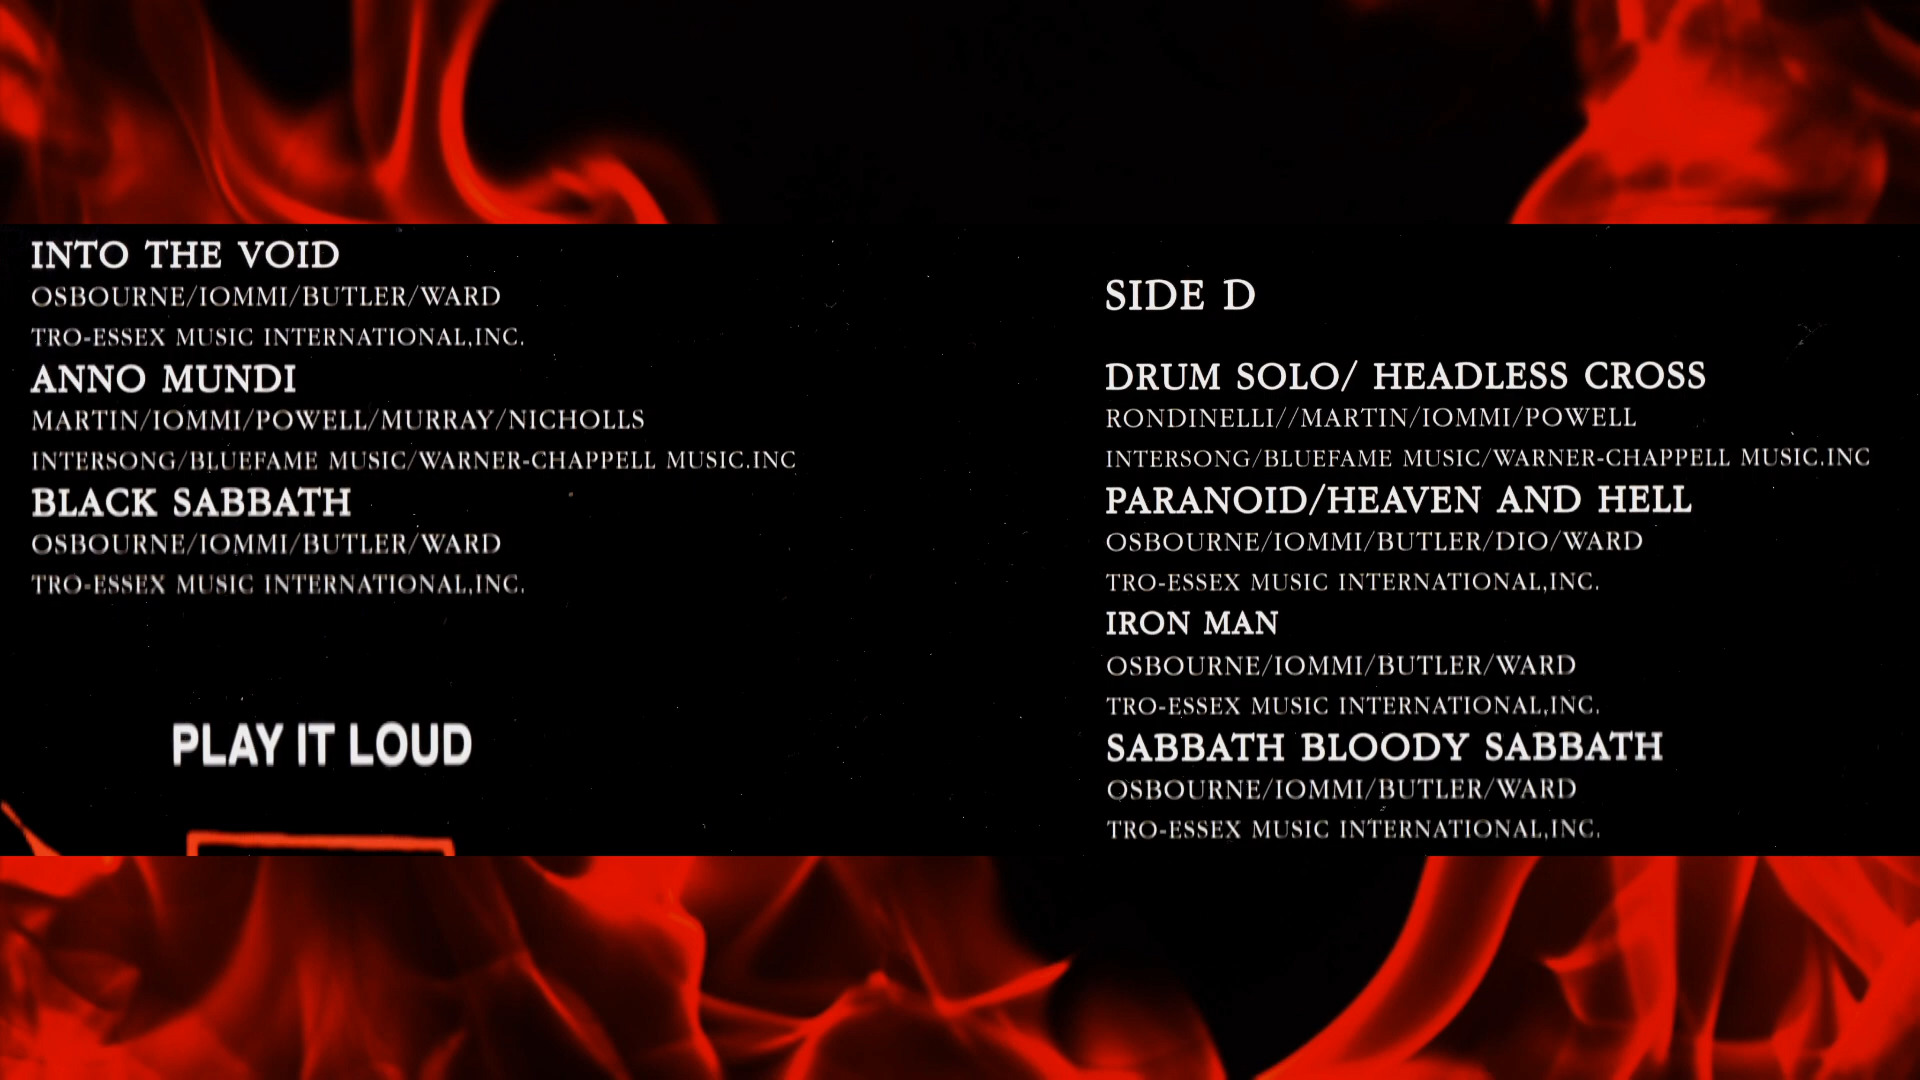 INTO THE VOID
OSBOURNE/IOMMI/BUTLER/WARD
TRO-ESSEX MUSIC INTERNATIONAL,INC.
ANNO MUNDI
MARTIN/IOMMI/POWELL/MURRAY/NICHOLLS
INTERSONG/BLUEFAME MUSIC/WARNER-CHAPPELL MUSIC.INC
BLACK SABBATH
OSBOURNE/IOMMI/BUTLER/WARD
TRO-ESSEX MUSIC INTERNATIONAL,INC.
PLAY IT LOUD
SIDE D
DRUM SOLO/ HEADLESS CROSS
RONDINELLI//MARTIN/IOMMI/POWELL
INTERSONG/BLUEFAME MUSIC/WARNER-CHAPPELL MUSIC.INC
PARANOID/HEAVEN AND HELL
OSBOURNE/IOMMI/BUTLER/DIO/WARD
TRO-ESSEX MUSIC INTERNATIONAL,INC.
IRON MAN
OSBOURNE/IOMMI/BUTLER/WARD
TRO-ESSEX MUSIC INTERNATIONAL,INC.
SABBATH BLOODY SABBATH
OSBOURNE/IOMMI/BUTLER/WARD
TRO-ESSEX MUSIC INTERNATIONAL,INC.